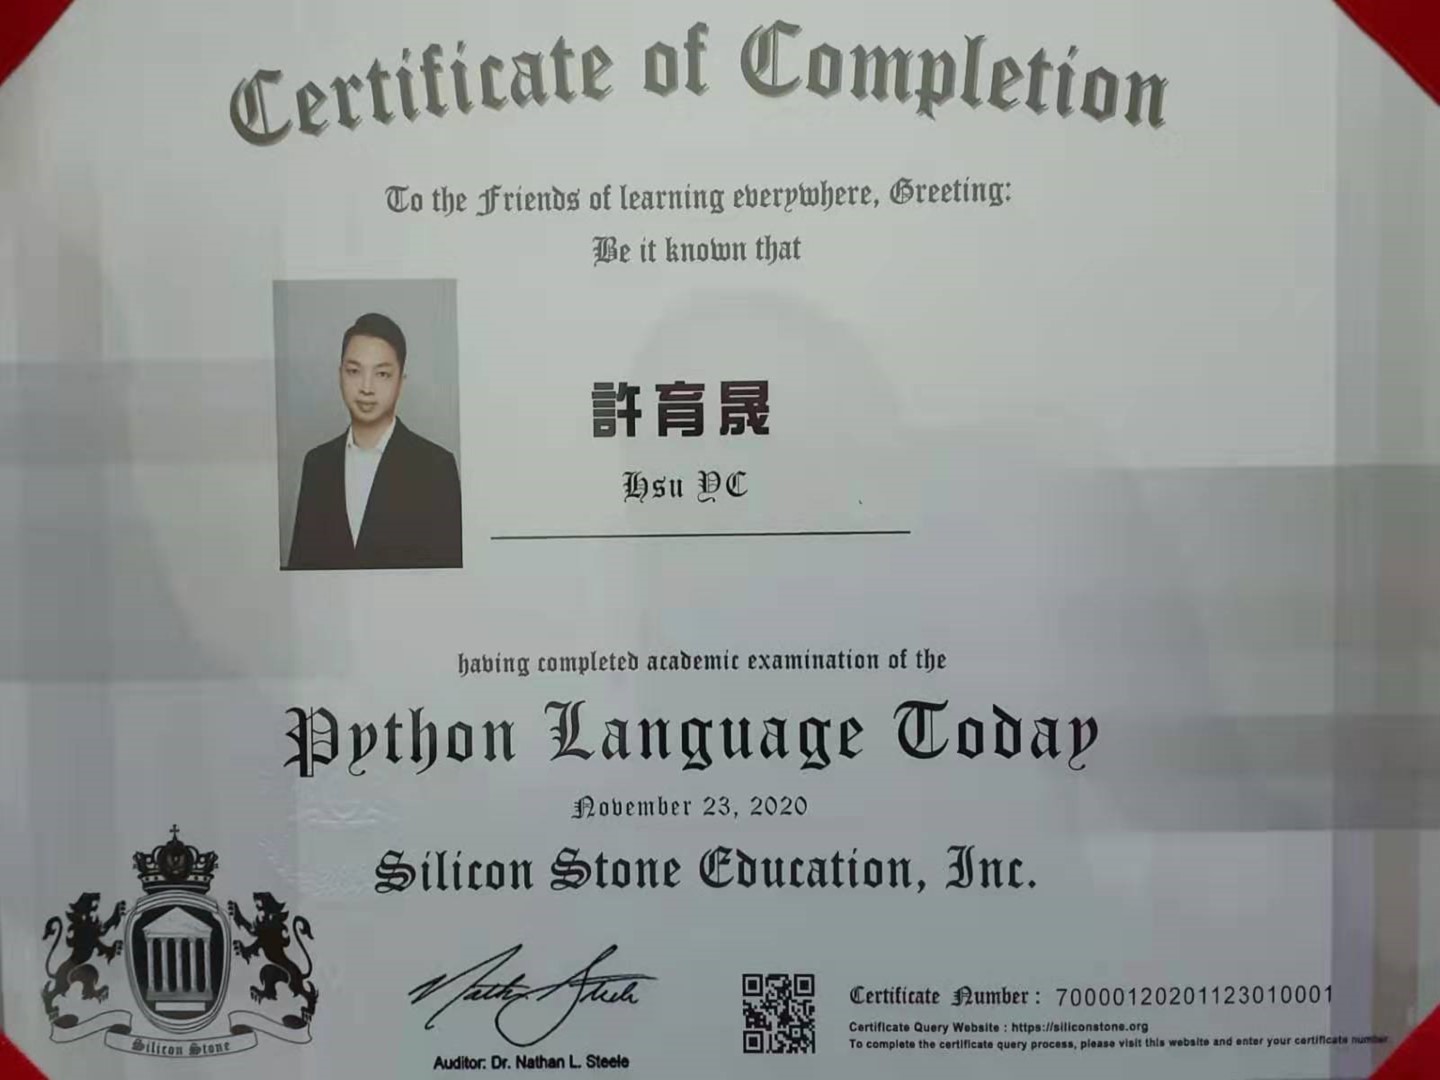 Certificate of Completion
To the Friends of learning everywhere, Greeting:
Be it known that
許育晟
Hsu YC
having completed academic examination of the
Python Language Today
November 23, 2020
Silicon Stone Education, Inc.
Silicon Stone
Nathan Steele
Auditor: Dr. Nathan L. Steele
Certificate Number : 70000120201123010001
Certificate Query Website : https://siliconstone.org
To complete the certificate query process, please visit this website and enter your certificate number.